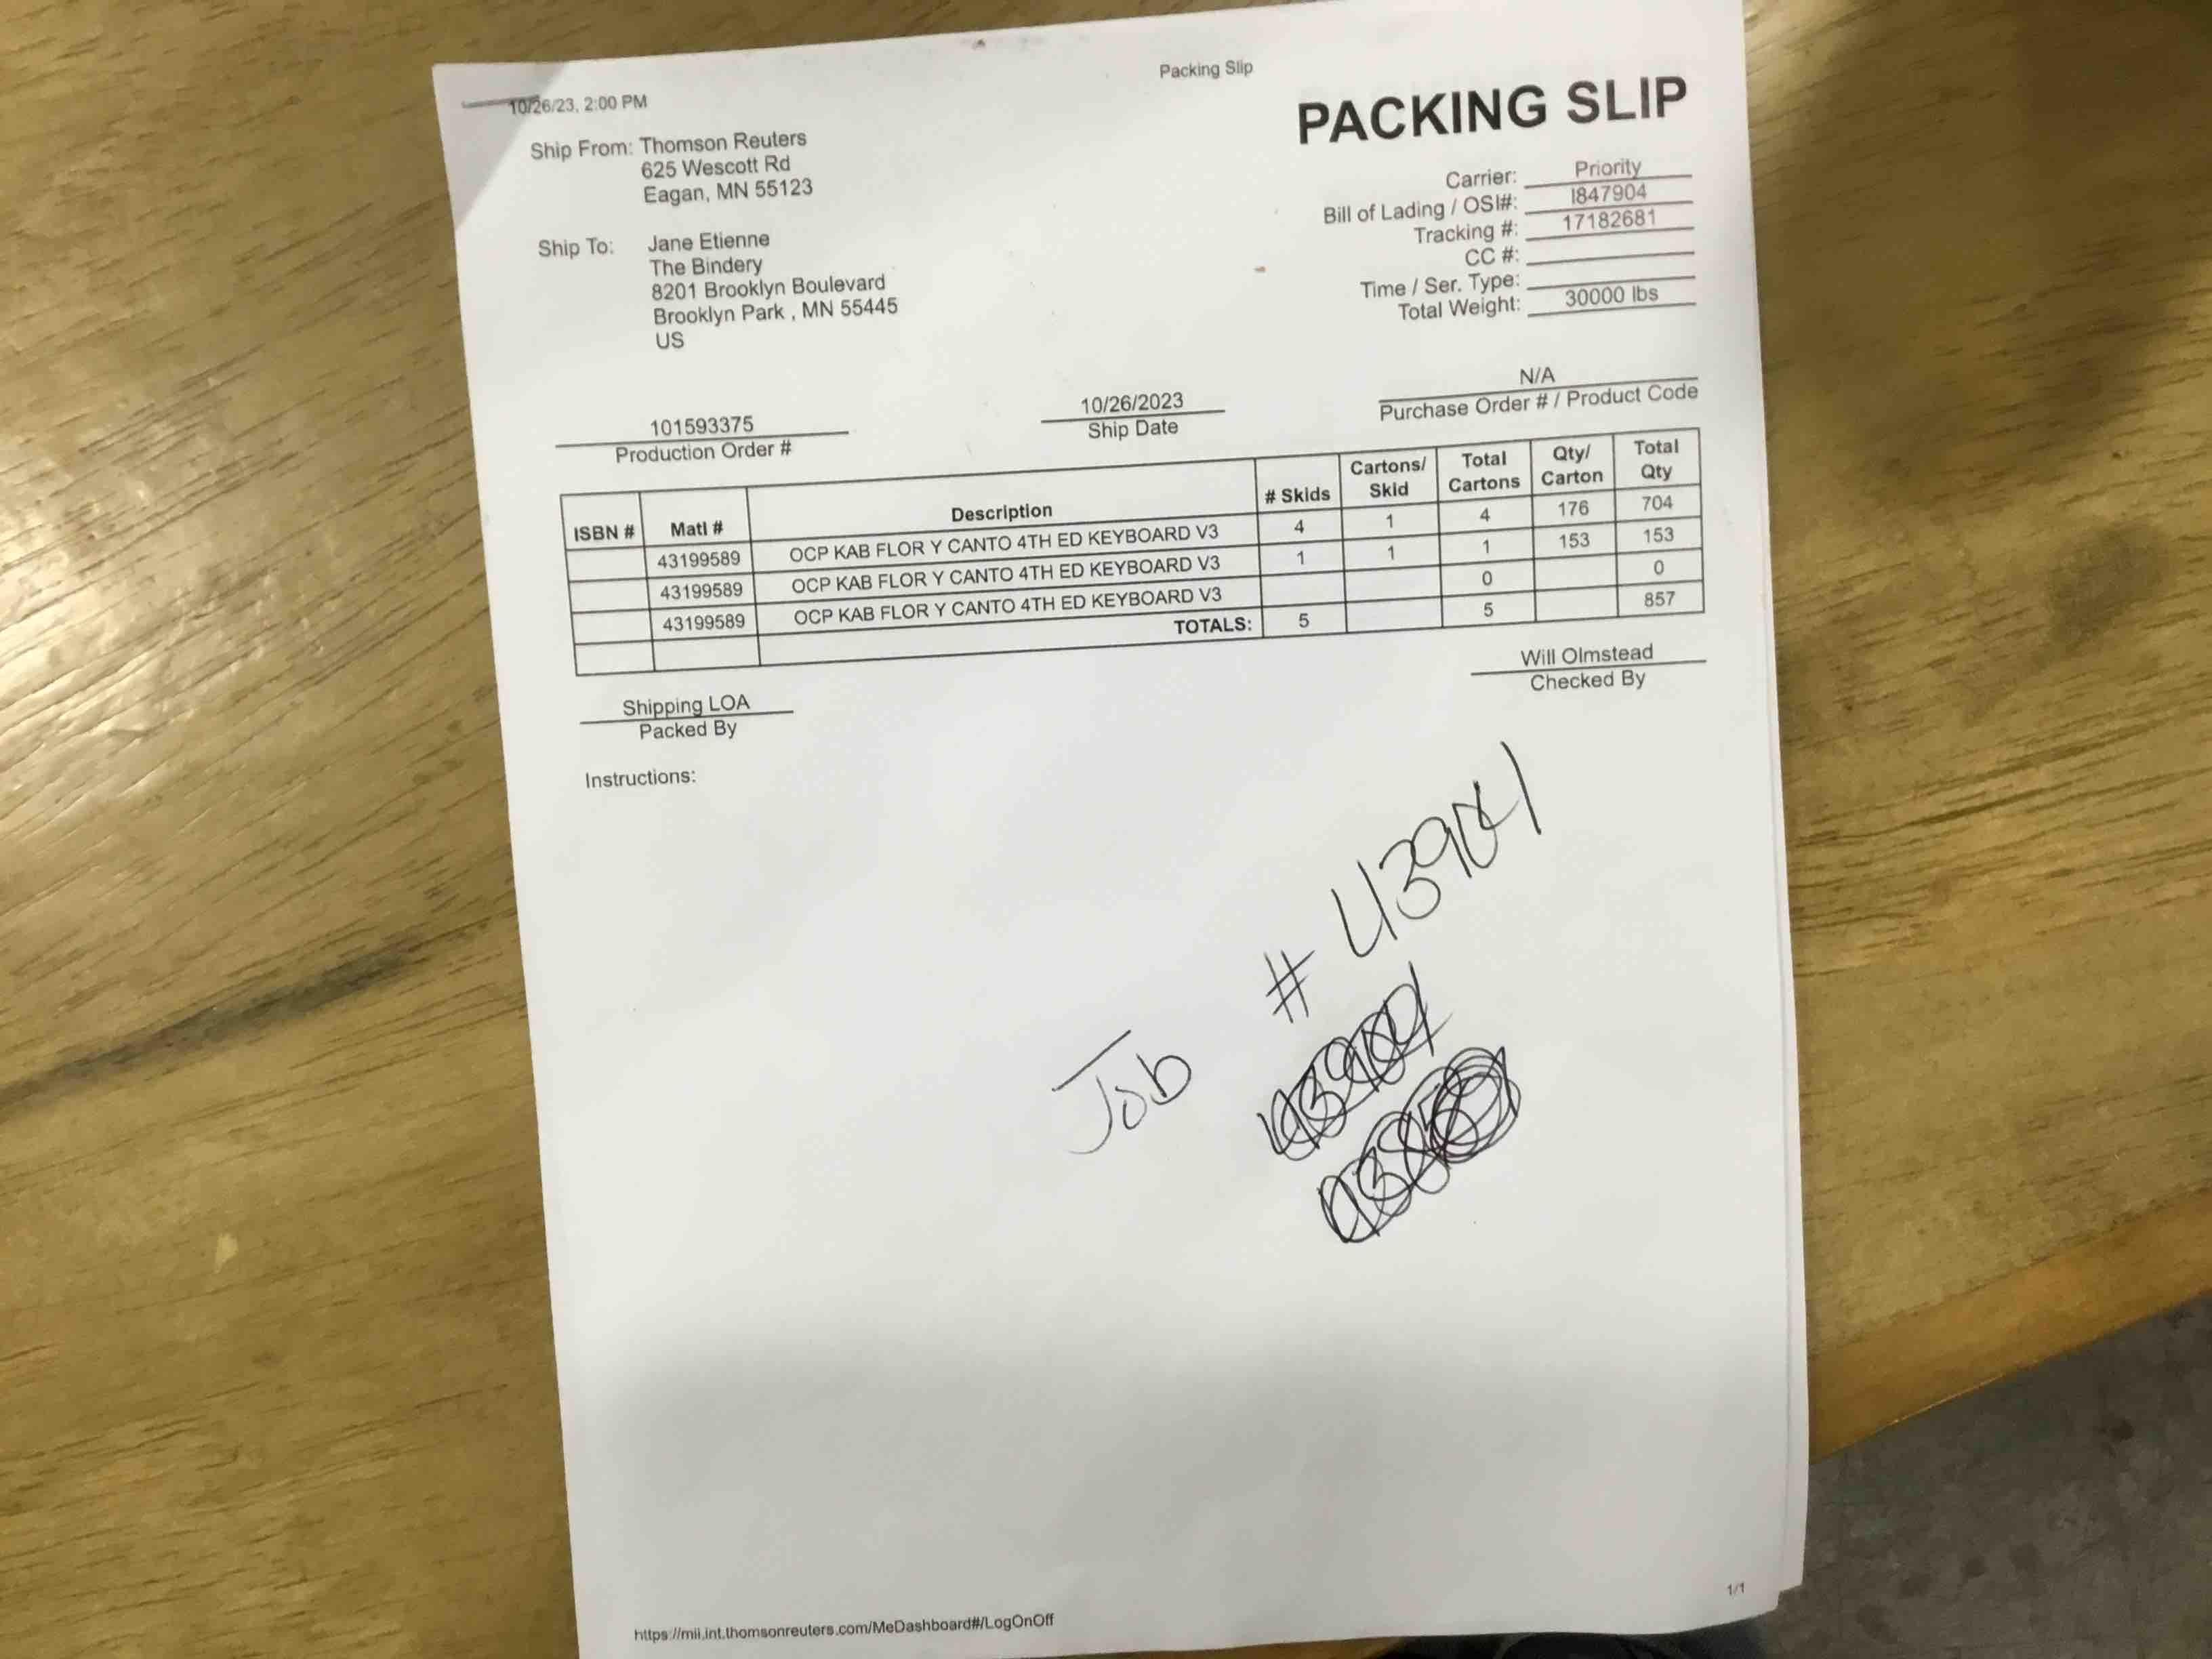 10/26/23, 2:00 PM
Packing Slip
PACKING SLIP
Ship From: Thomson Reuters
625 Wescott Rd
Eagan, MN 55123
Ship To: Jane Etienne
The Bindery
8201 Brooklyn Boulevard
Brooklyn Park , MN 55445
US
Carrier: Priority
Bill of Lading / OSI#: I847904
Tracking #: 17182681
CC #:
Time / Ser. Type:
Total Weight: 30000 lbs
101593375
Production Order #
10/26/2023
Ship Date
N/A
Purchase Order # / Product Code
ISBN # Matl # Description # Skids Cartons/ Skid Total Cartons Qty/ Carton Total Qty
43199589 OCP KAB FLOR Y CANTO 4TH ED KEYBOARD V3 4 1 4 176 704
43199589 OCP KAB FLOR Y CANTO 4TH ED KEYBOARD V3 1 1 1 153 153
43199589 OCP KAB FLOR Y CANTO 4TH ED KEYBOARD V3 0 0
TOTALS: 5 5 857
Shipping LOA
Packed By
Will Olmstead
Checked By
Instructions:
Job #
https://mii.int.thomsonreuters.com/MeDashboard#/LogOnOff
1/1